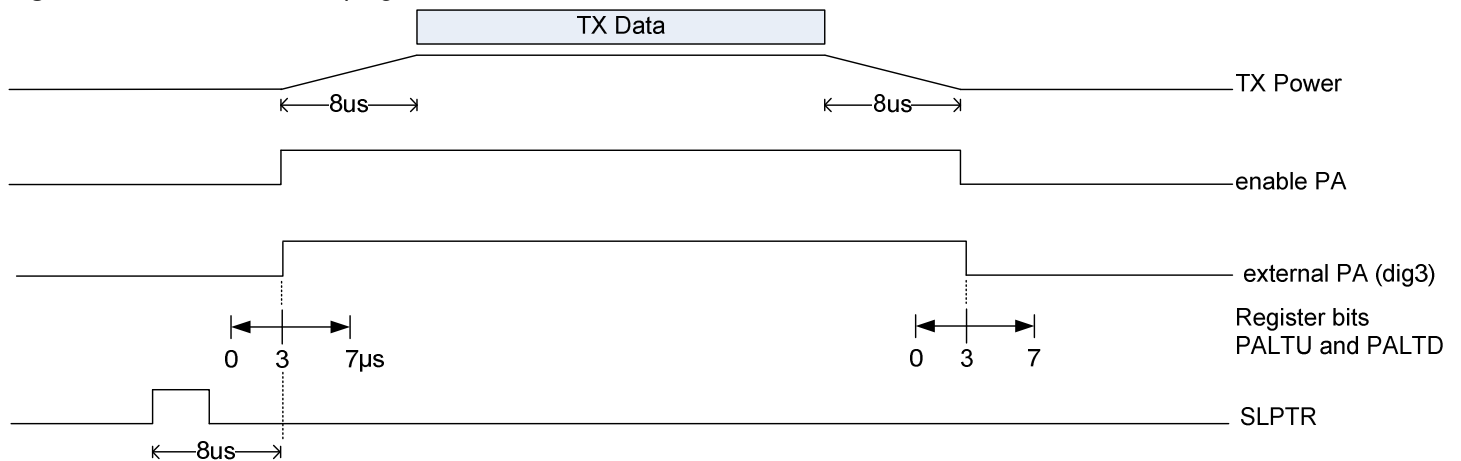 TX Data
TX Power
8us
8us
enable PA
external PA (dig3)
Register bits
PALTU and PALTD
0 3 7µs
0 3 7
SLPTR
8us